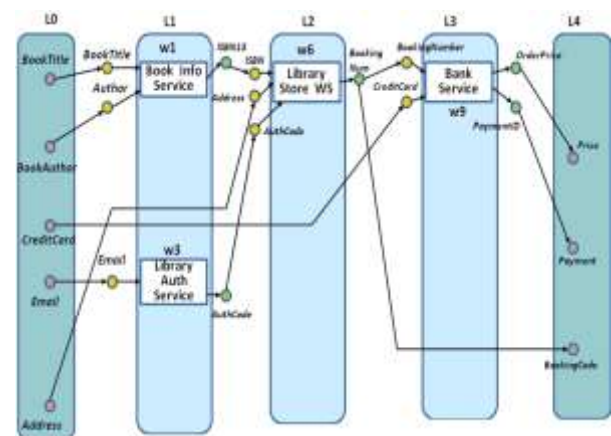 L0
L1
L2
L3
L4
w1
w6
BookTitle
BookTitle
Author
Book Info
Service
ISBN13
ISBN
Address
AuthCode
Library
Store WS
Booking
Num
BookingNumber
CreditCard
Bank
Service
w9
OrderPrice
PaymentID
Price
BookAuthor
CreditCard
Email
Email
w3
Library
Auth
Service
AuthCode
Payment
BookingCode
Address